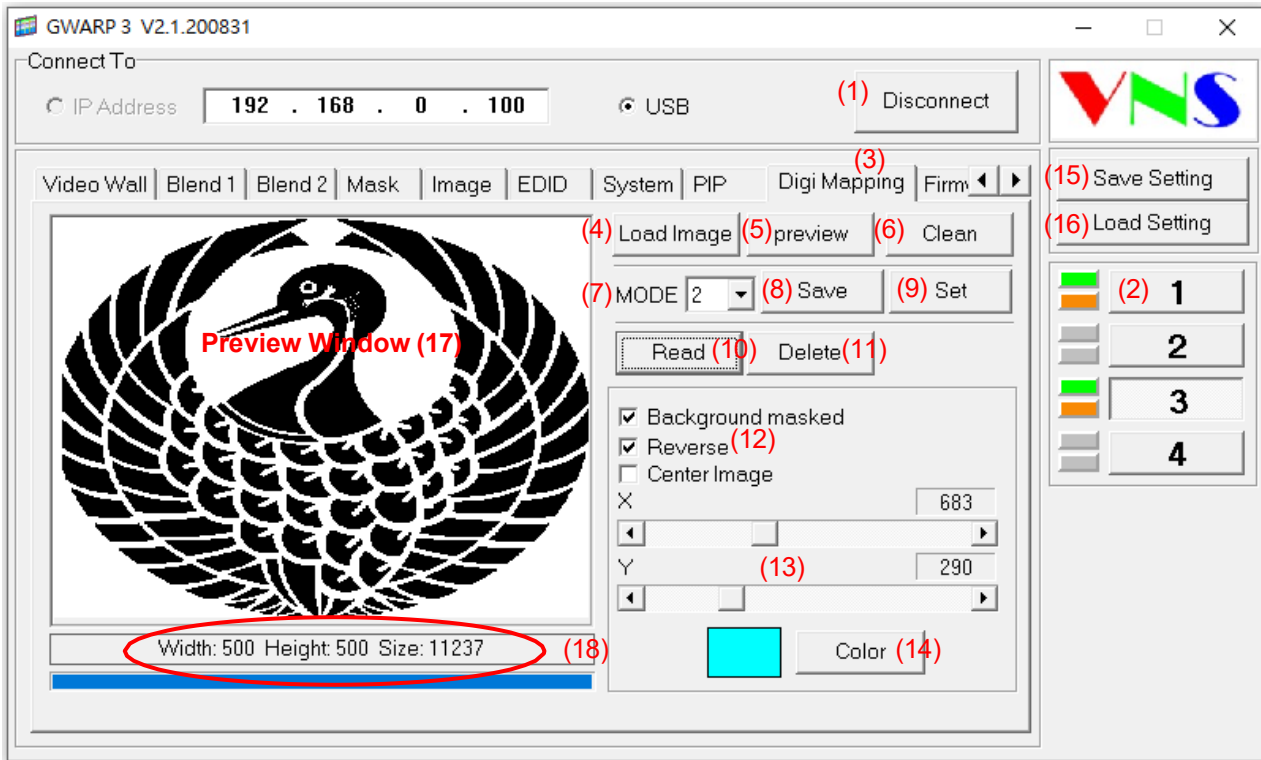 GWARP 3 V2.1.200831
Connect To
IP Address 192 . 168 . 0 . 100 USB (1) Disconnect
VNS
(3)
Video Wall Blend 1 Blend 2 Mask Image EDID System PIP Digi Mapping Firmw
(15) Save Setting
(16) Load Setting
(4) Load Image (5) preview (6) Clean
(7) MODE 2 (8) Save (9) Set
(2) 1
2
3
4
Preview Window (17)
Read (10) Delete (11)
Background masked
Reverse (12)
Center Image
X 683
Y (13) 290
Width: 500 Height: 500 Size: 11237 (18)
Color (14)